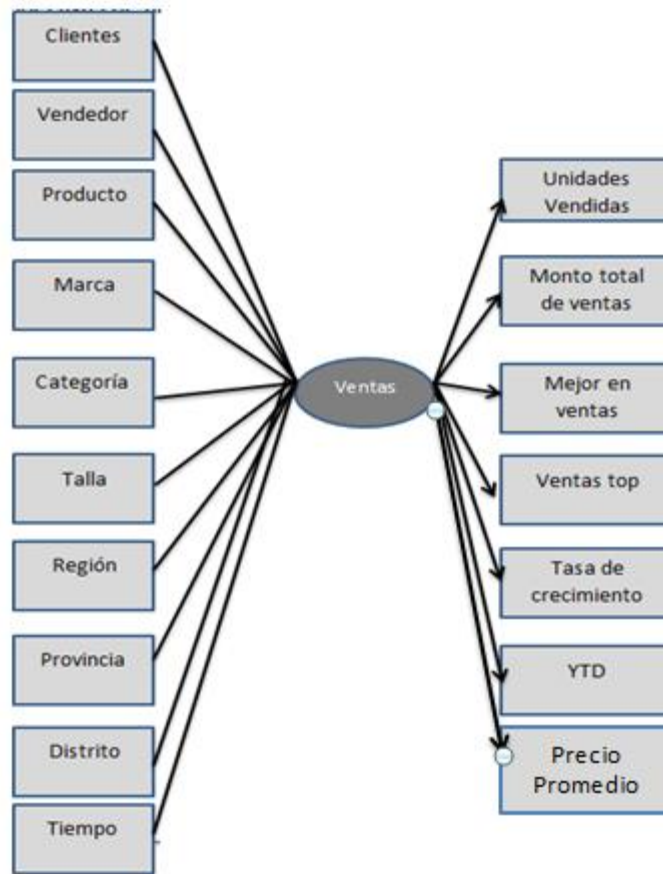 Clientes
Vendedor
Producto
Marca
Categoría
Talla
Región
Provincia
Distrito
Tiempo
Ventas
Unidades
Vendidas
Monto total
de ventas
Mejor en
ventas
Ventas top
Tasa de
crecimiento
YTD
Precio
Promedio